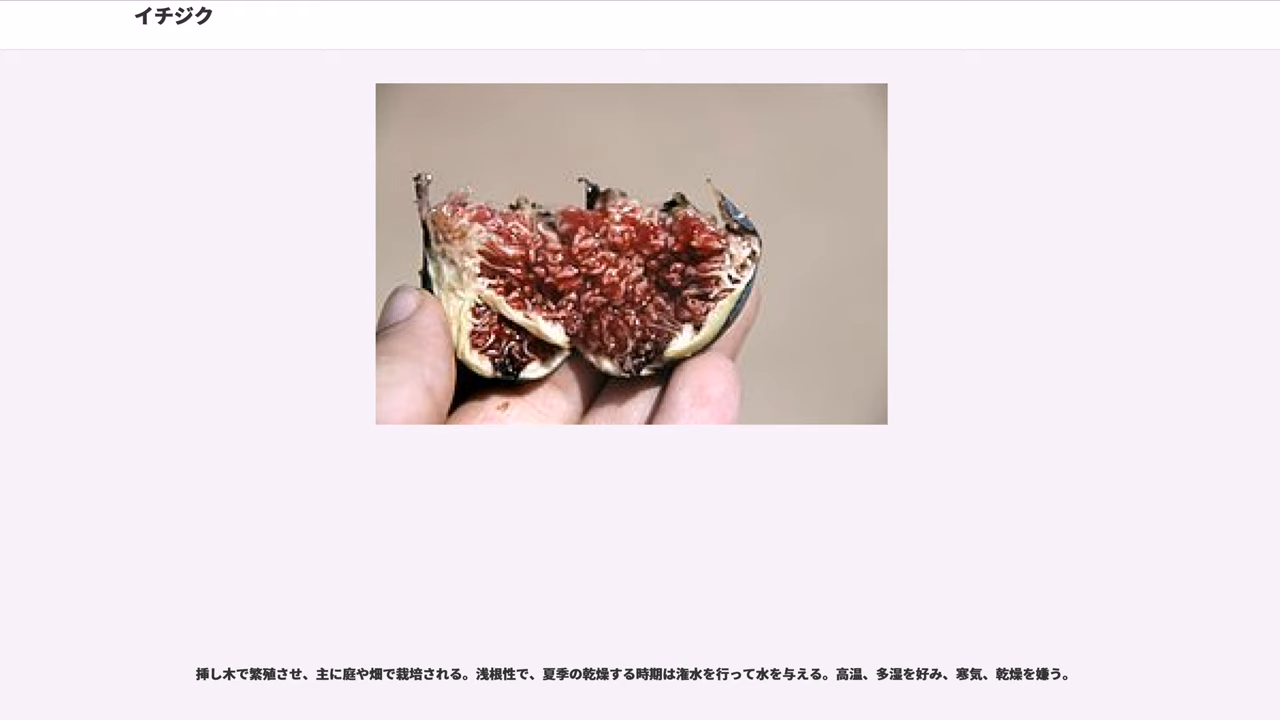 イチジク
挿し木で繁殖させ、主に庭や畑で栽培される。浅根性で、夏季の乾燥する時期は潅水を行って水を与える。高温、多湿を好み、寒気、乾燥を嫌う。